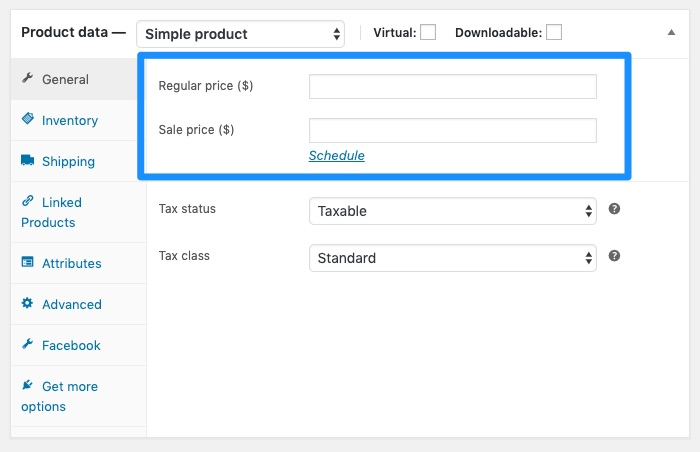 Product data — Simple product Virtual: Downloadable:
General
Regular price ($)
Inventory
Sale price ($)
Schedule
Shipping
Linked
Products
Tax status Taxable
Tax class Standard
Attributes
Advanced
Facebook
Get more
options